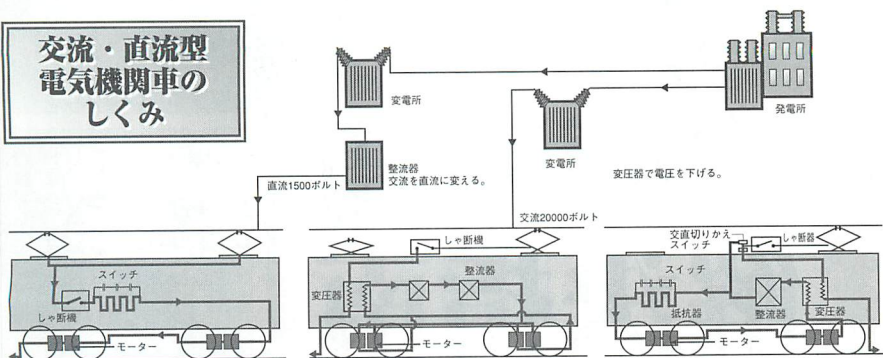 交流・直流型
電気機関車の
しくみ
変電所
発電所
変電所
整流器
交流を直流に変える。
変圧器で電圧を下げる。
直流1500ボルト
交流20000ボルト
スイッチ
しゃ断機
モーター
しゃ断機
整流器
変圧器
モーター
交直切りかえ
スイッチ
しゃ断器
スイッチ
抵抗器
整流器
変圧器
モーター